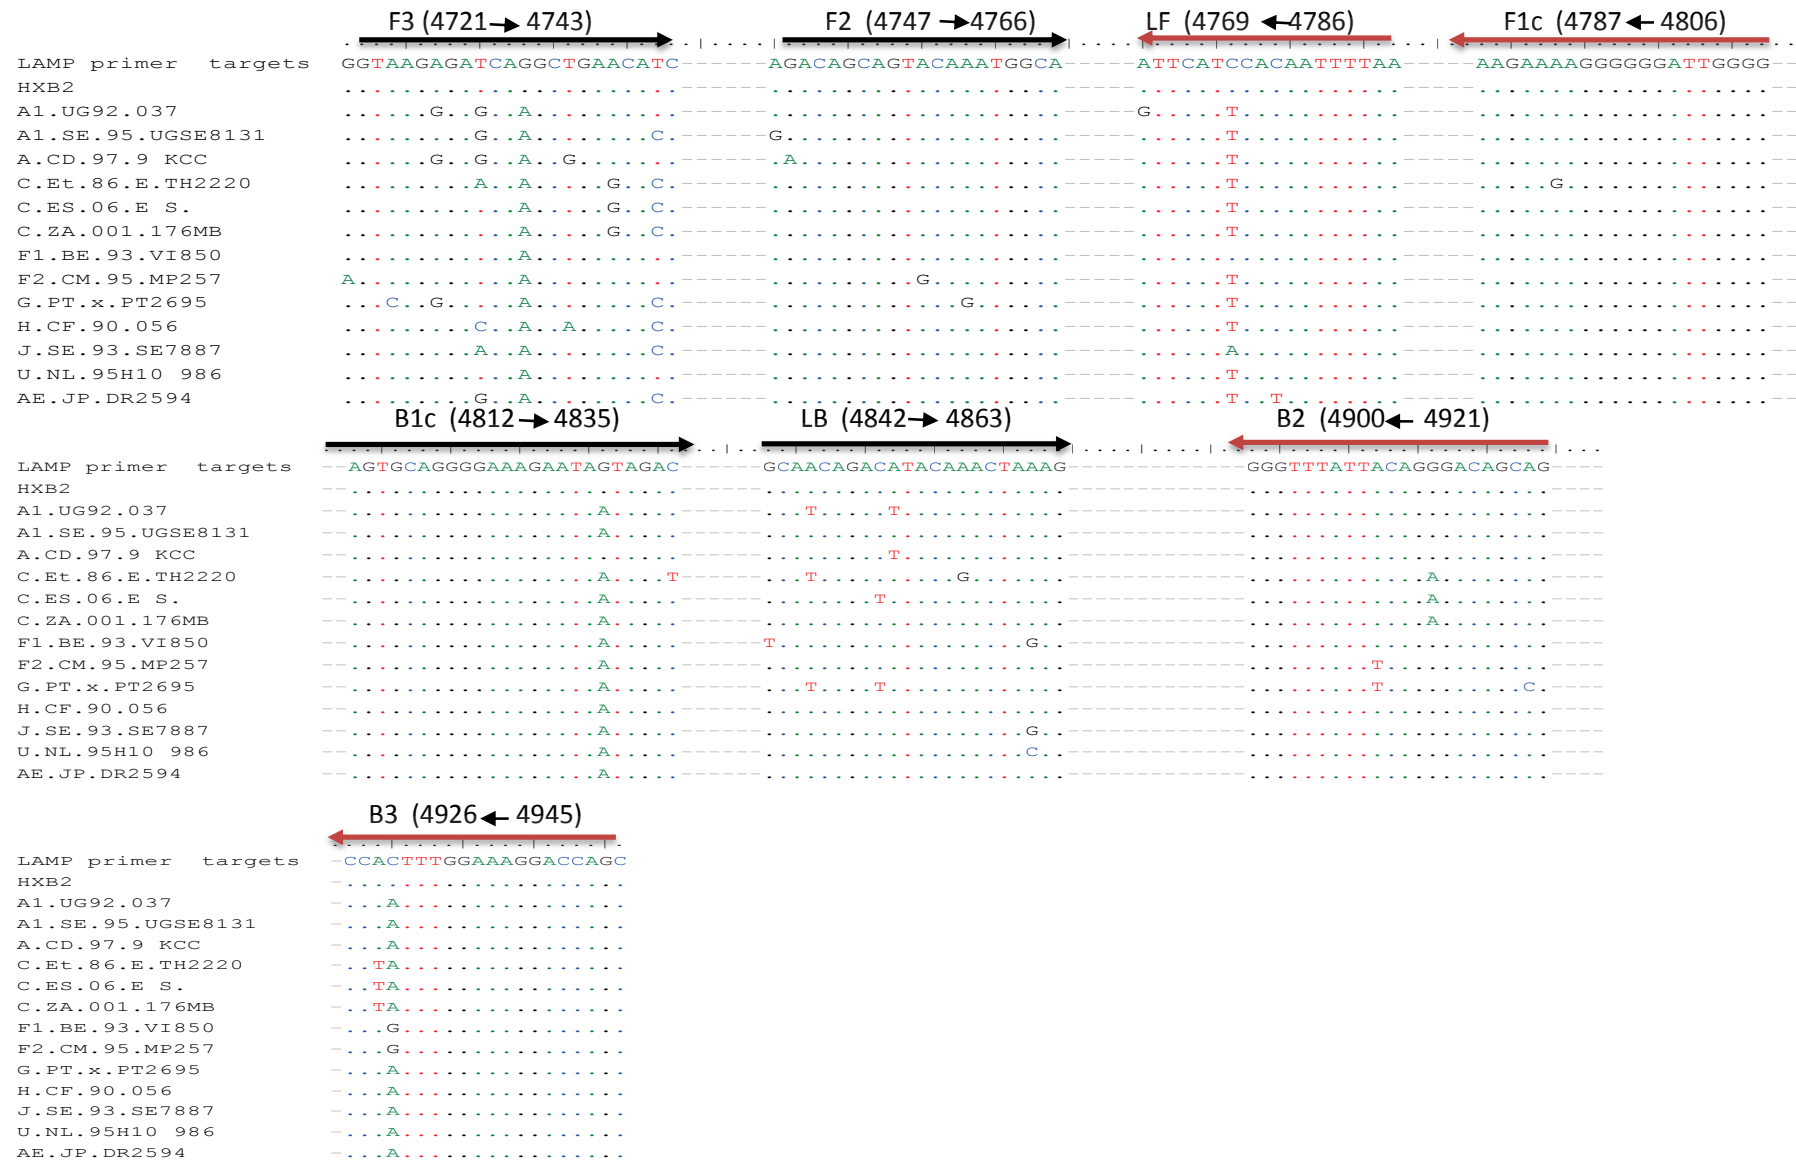 F3 (4721→4743) F2 (4747→4766) LF (4769←4786) F1c (4787←4806)
LAMP primer targets GGTAAGAGATCAGGCTGAACATC------AGACAGCAGTACAAATGGCA-----ATTCATCCACAATTTTAA-----AAGAAAAGGGGGGATTGGGG--
HXB2 .......................------....................-----..................-----....................--
A1.UG92.037 ......G..G..A..........------....................-----G.....T...........-----....................--
A1.SE.95.UGSE8131 .........G..A........C.------G...................-----......T...........-----....................--
A.CD.97.9 KCC ......G..G..A..G.......------.A..................-----......T...........-----....................--
C.Et.86.E.TH2220 .........A..A.....G..C.------....................-----......T...........-----.....G..............--
C.ES.06.E S. ............A.....G..C.------....................-----......T...........-----....................--
C.ZA.001.176MB ............A.....G..C.------....................-----......T...........-----....................--
F1.BE.93.VI850 ............A..........------....................-----..................-----....................--
F2.CM.95.MP257 A...........A..........------..........G.........-----......T...........-----....................--
G.PT.x.PT2695 ...C..G.....A........C.------.............G......-----......T...........-----....................--
H.CF.90.056 .........C..A..A.....C.------....................-----......T...........-----....................--
J.SE.93.SE7887 .........A..A........C.------....................-----......A...........-----....................--
U.NL.95H10 986 ............A..........------....................-----......T...........-----....................--
AE.JP.DR2594 .........G..A........C.------....................-----......T..T........-----....................--
B1c (4812→4835) LB (4842→4863) B2 (4900←4921)
LAMP primer targets --AGTGCAGGGGAAAGAATAGTAGAC------GCAACAGACATACAAACTAAAG-------------GGGTTTATTACAGGGACAGCAG----
HXB2 --........................------......................-------------......................----
A1.UG92.037 --..................A.....------...T.....T............-------------......................----
A1.SE.95.UGSE8131 --..................A.....------......................-------------......................----
A.CD.97.9 KCC --........................------.........T............-------------......................----
C.Et.86.E.TH2220 --..................A....T------...T..........G.......-------------.............A........----
C.ES.06.E S. --..................A.....------........T.............-------------.............A........----
C.ZA.001.176MB --..................A.....------......................-------------.............A........----
F1.BE.93.VI850 --..................A.....------T..................G..-------------......................----
F2.CM.95.MP257 --..................A.....------......................-------------.........T............----
G.PT.x.PT2695 --..................A.....------...T....T.............-------------.........T..........C.----
H.CF.90.056 --..................A.....------......................-------------......................----
J.SE.93.SE7887 --..................A.....------...................G..-------------......................----
U.NL.95H10 986 --..................A.....------...................C..-------------......................----
AE.JP.DR2594 --..................A.....------......................-------------......................----
B3 (4926←4945)
LAMP primer targets -CCACTTTGGAAAGGACCAGC
HXB2 -....................
A1.UG92.037 -...A................
A1.SE.95.UGSE8131 -...A................
A.CD.97.9 KCC -...A................
C.Et.86.E.TH2220 -..TA................
C.ES.06.E S. -..TA................
C.ZA.001.176MB -..TA................
F1.BE.93.VI850 -...G................
F2.CM.95.MP257 -...G................
G.PT.x.PT2695 -...A................
H.CF.90.056 -...A................
J.SE.93.SE7887 -...A................
U.NL.95H10 986 -...A................
AE.JP.DR2594 -...A................